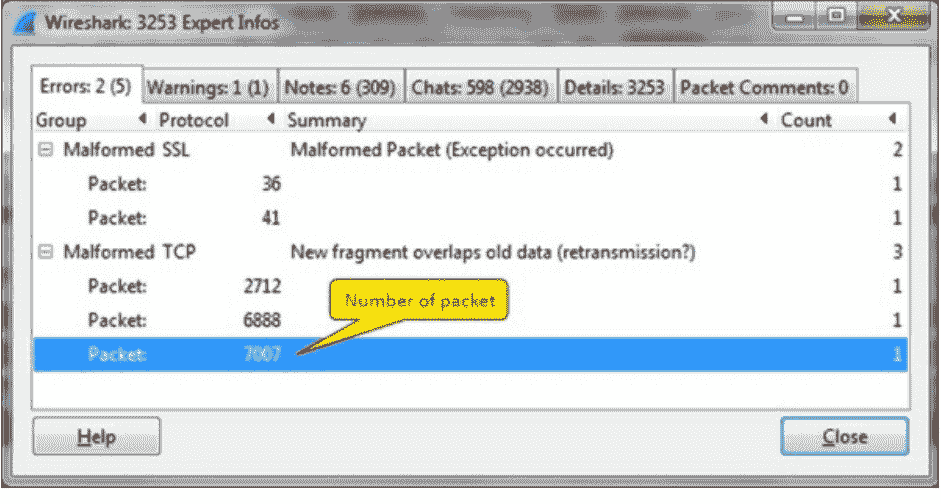 Wireshark: 3253 Expert Infos
Errors: 2 (5) Warnings: 1 (1) Notes: 6 (309) Chats: 598 (2938) Details: 3253 Packet Comments: 0
Group Protocol Summary Count
Malformed SSL Malformed Packet (Exception occurred) 2
Packet: 36 1
Packet: 41 1
Malformed TCP New fragment overlaps old data (retransmission?) 3
Packet: 2712 1
Number of packet
Packet: 6888 1
Packet: 7007 1
Help Close